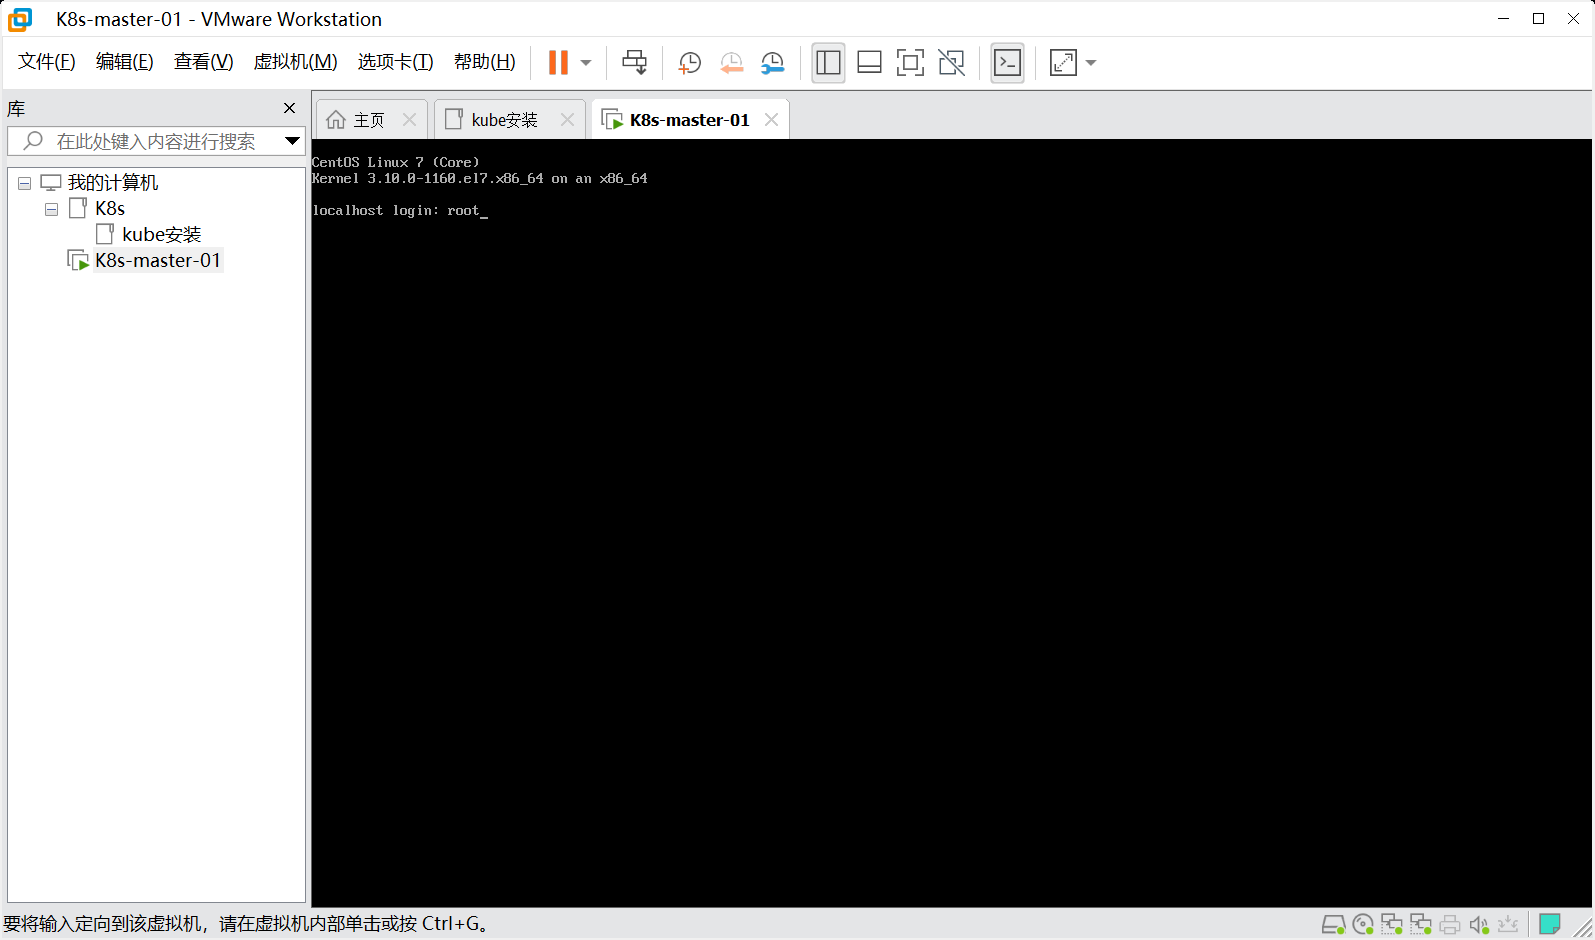 K8s-master-01 - VMware Workstation
文件(F) 编辑(E) 查看(V) 虚拟机(M) 选项卡(T) 帮助(H)
库
在此处键入内容进行搜索
我的计算机
K8s
kube安装
K8s-master-01
主页 kube安装 K8s-master-01
CentOS Linux 7 (Core)
Kernel 3.10.0-1160.el7.x86_64 on an x86_64
localhost login: root_
要将输入定向到该虚拟机，请在虚拟机内部单击或按 Ctrl+G。